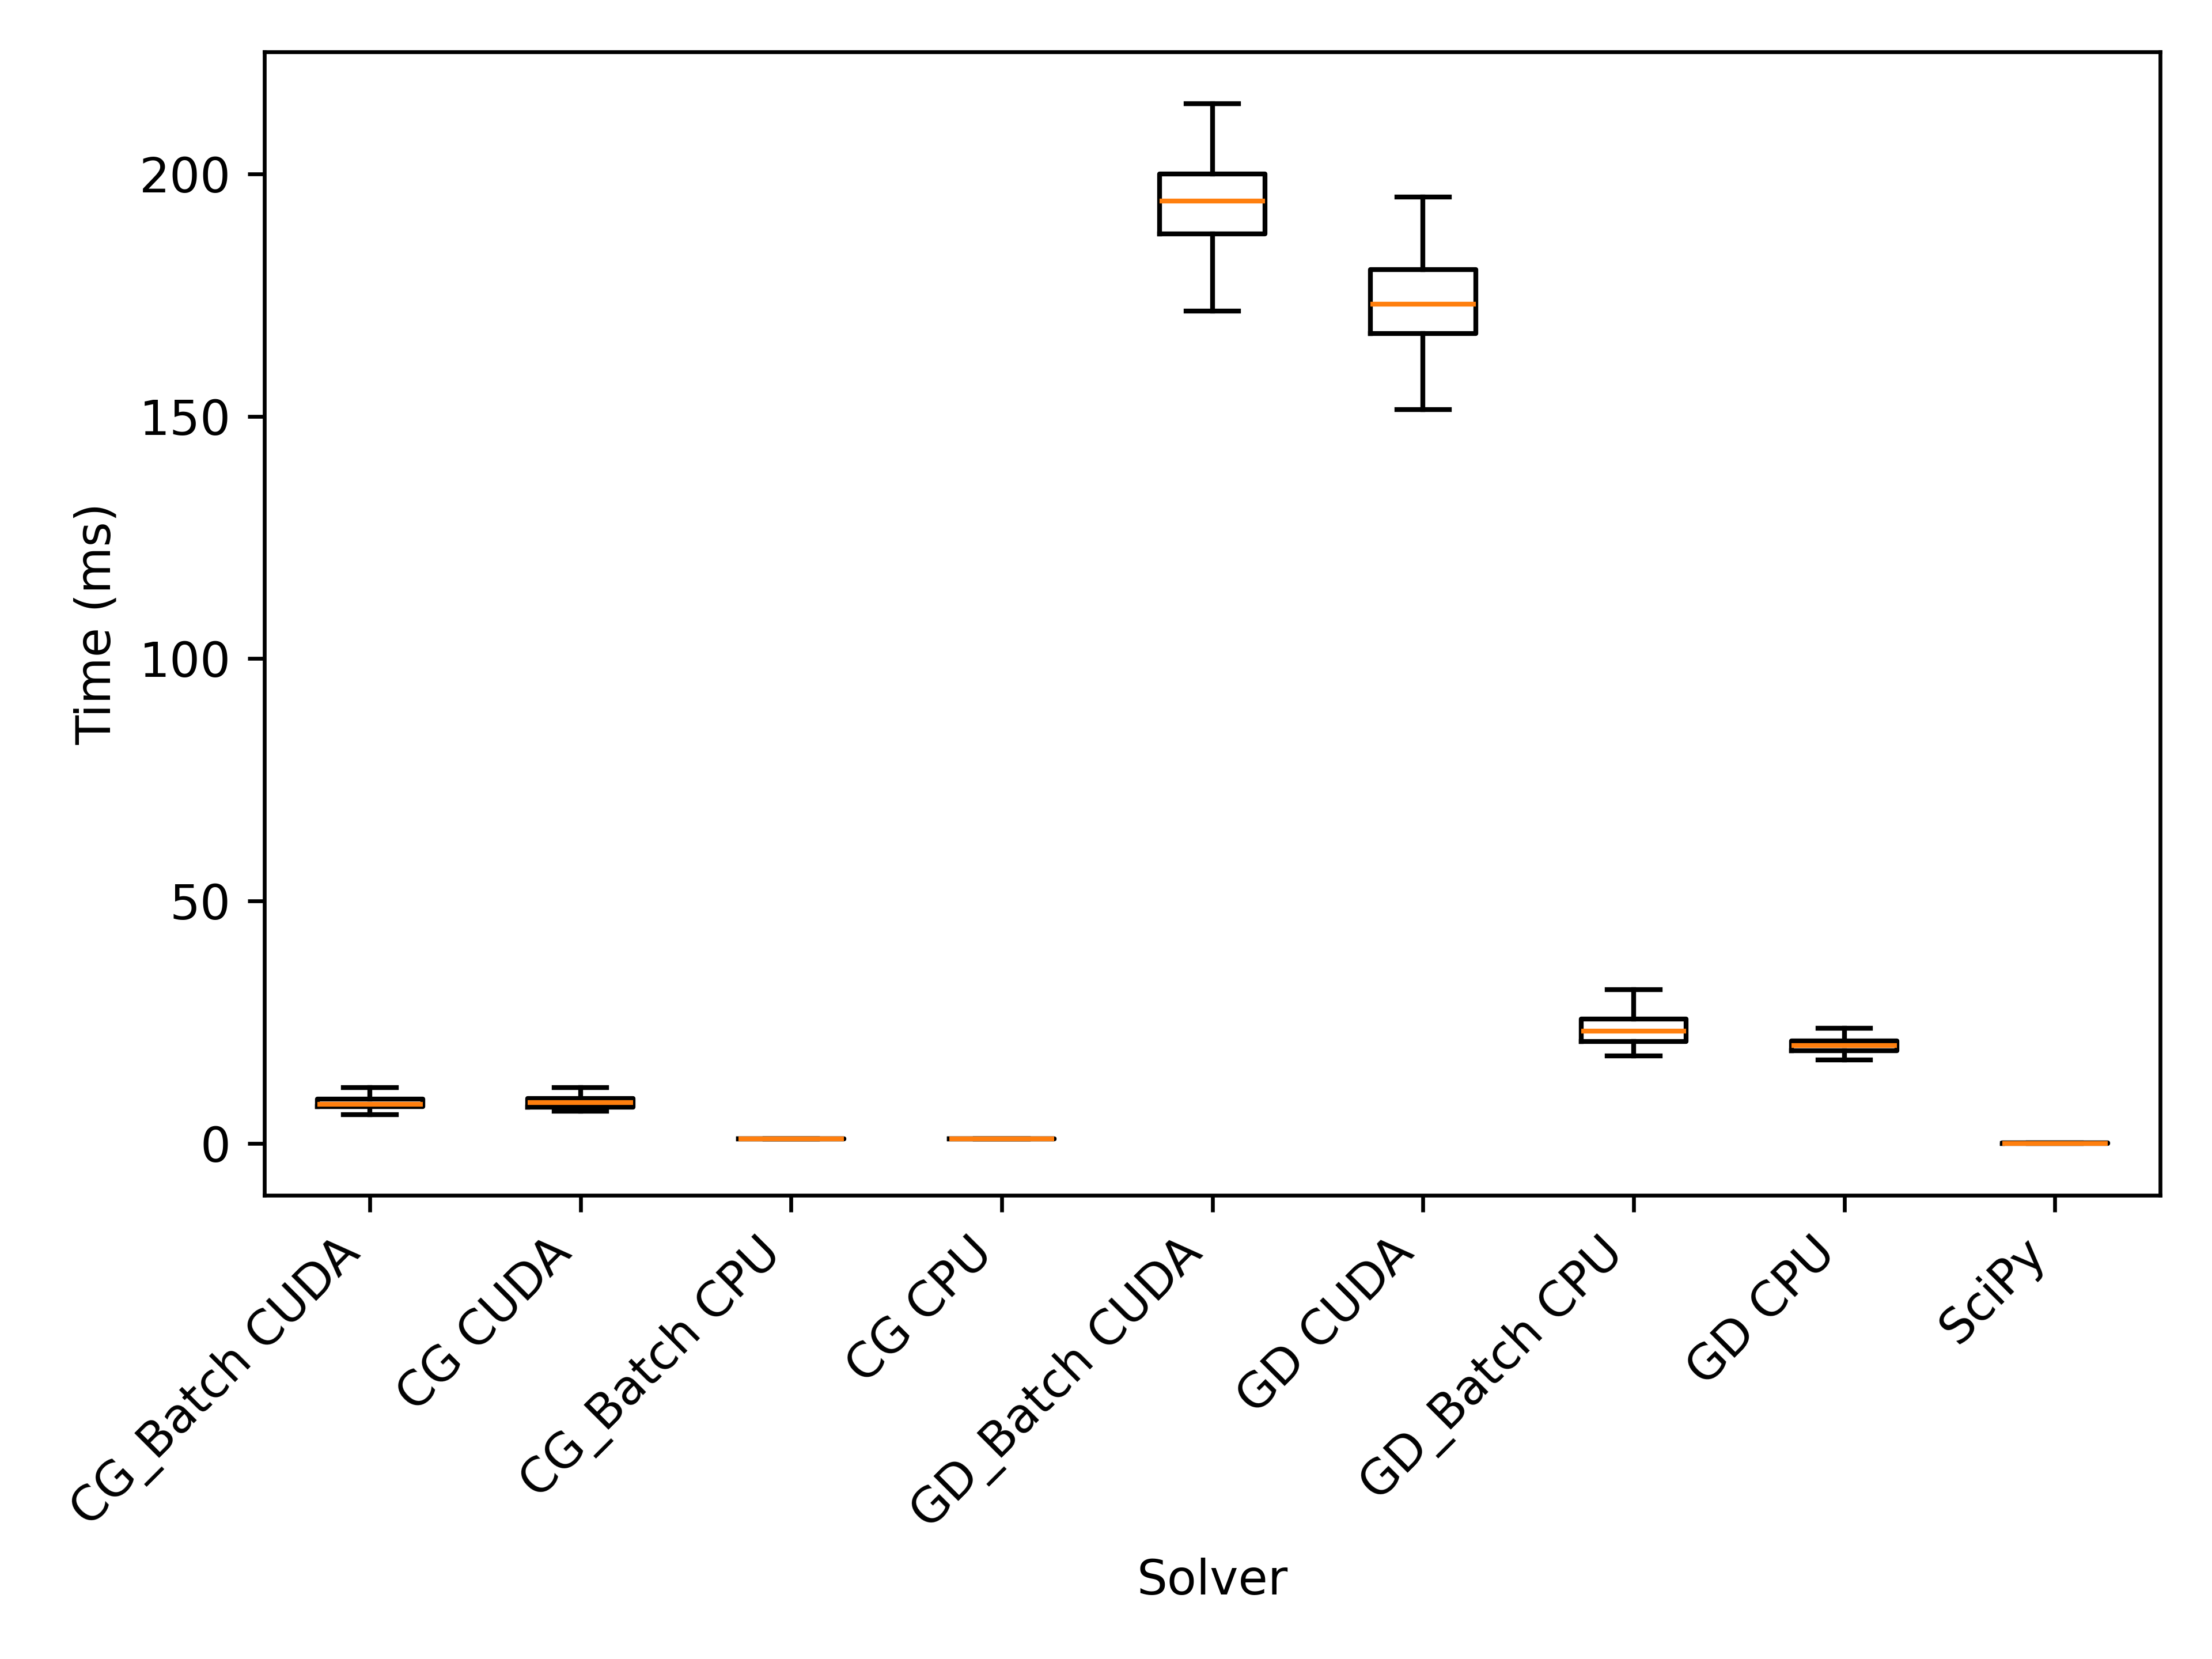 Time (ms)
200
150
100
50
0
CG_Batch CUDA
CG CUDA
CG_Batch CPU
CG CPU
GD_Batch CUDA
GD CUDA
GD_Batch CPU
GD CPU
SciPy
Solver